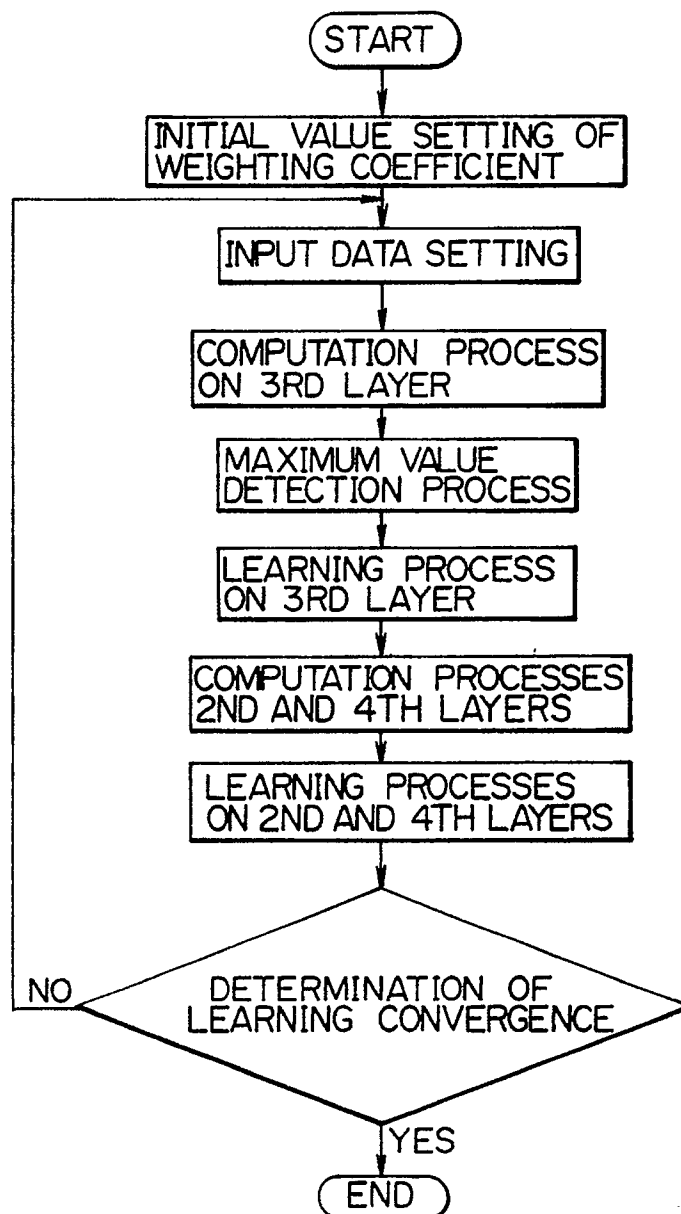 START
INITIAL VALUE SETTING OF
WEIGHTING COEFFICIENT
INPUT DATA SETTING
COMPUTATION PROCESS
ON 3RD LAYER
MAXIMUM VALUE
DETECTION PROCESS
LEARNING PROCESS
ON 3RD LAYER
COMPUTATION PROCESSES
2ND AND 4TH LAYERS
LEARNING PROCESSES
ON 2ND AND 4TH LAYERS
NO
DETERMINATION OF
LEARNING CONVERGENCE
YES
END